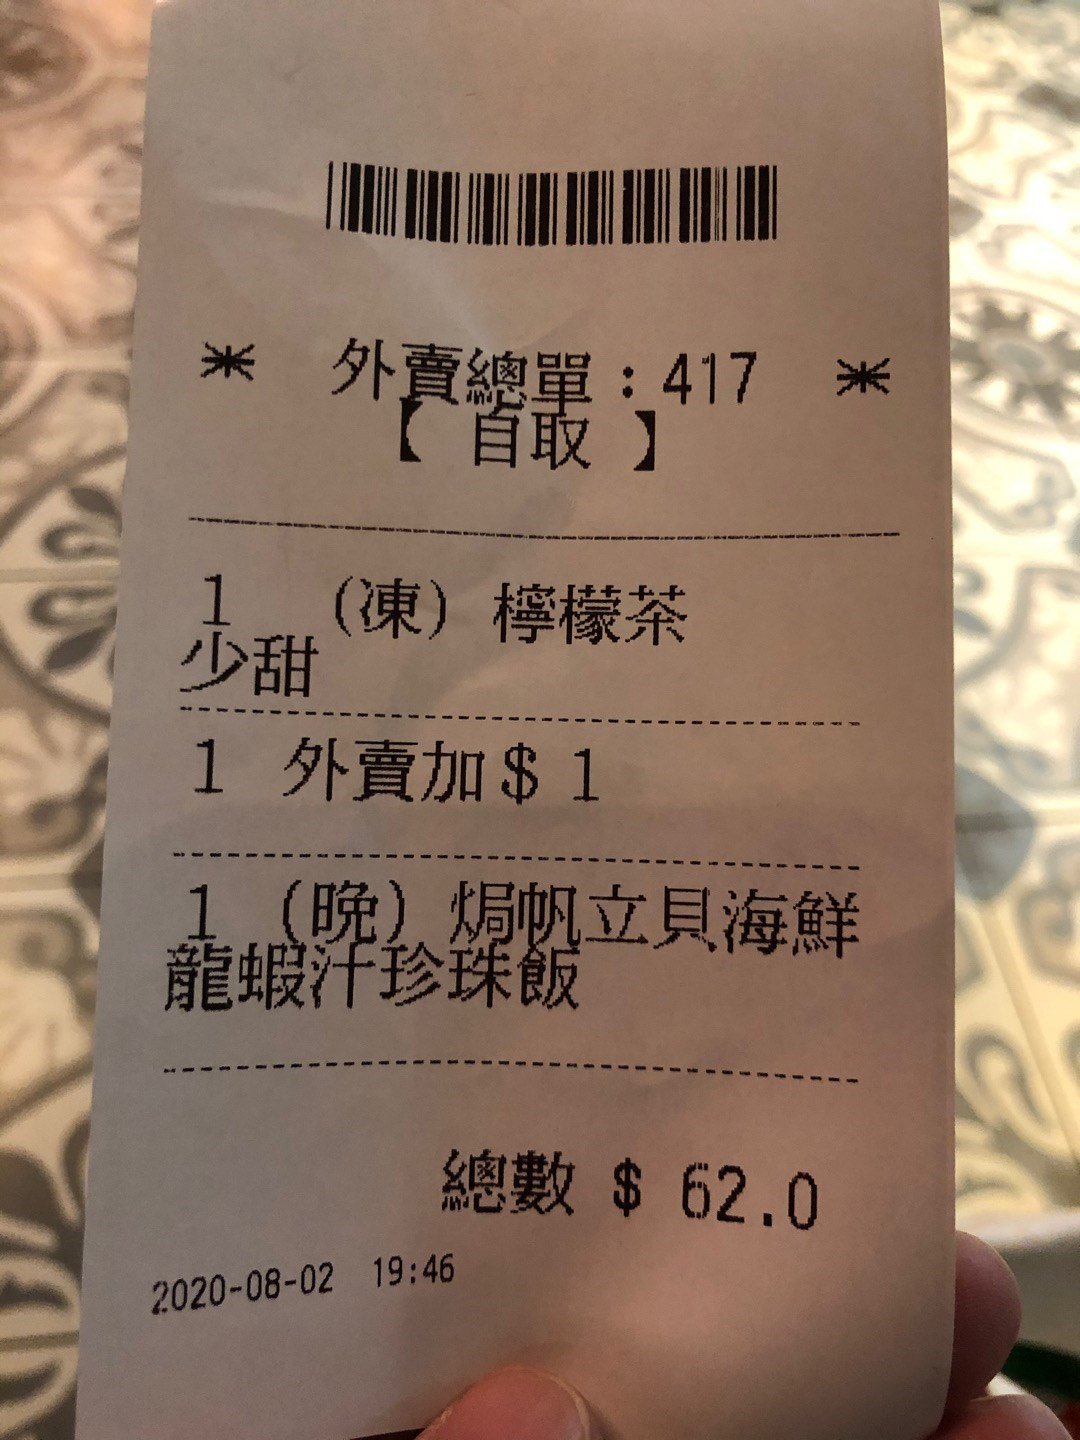 * 外賣總單：417 *
【 自取 】
1 （凍）檸檬茶
少甜
1 外賣加＄1
1 （晚）焗帆立貝海鮮
龍蝦汁珍珠飯
總數 $ 62.0
2020-08-02 19:46